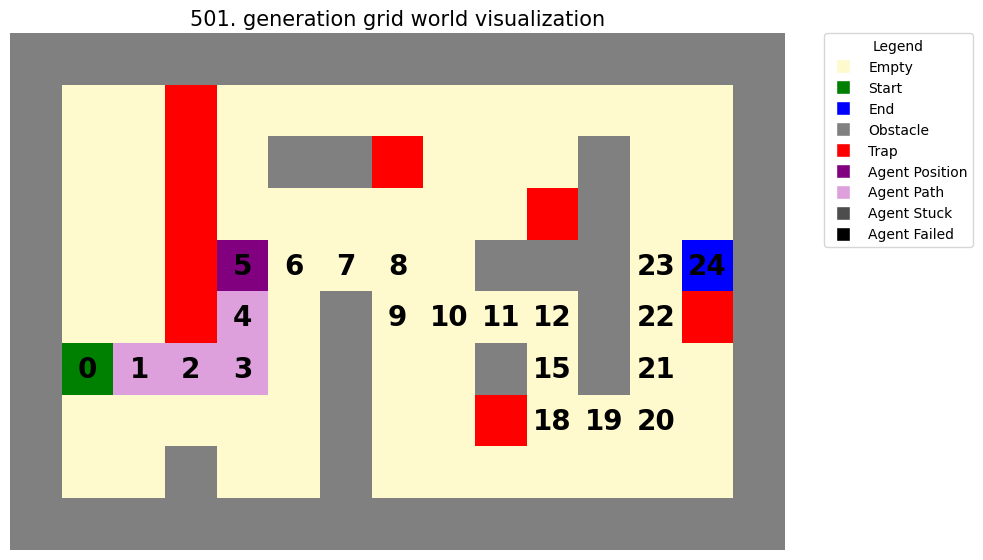 501. generation grid world visualization
Legend
Empty
Start
End
Obstacle
Trap
Agent Position
Agent Path
Agent Stuck
Agent Failed
5 6 7 8 23 24
4 9 10 11 12 22
0 1 2 3 15 21
18 19 20